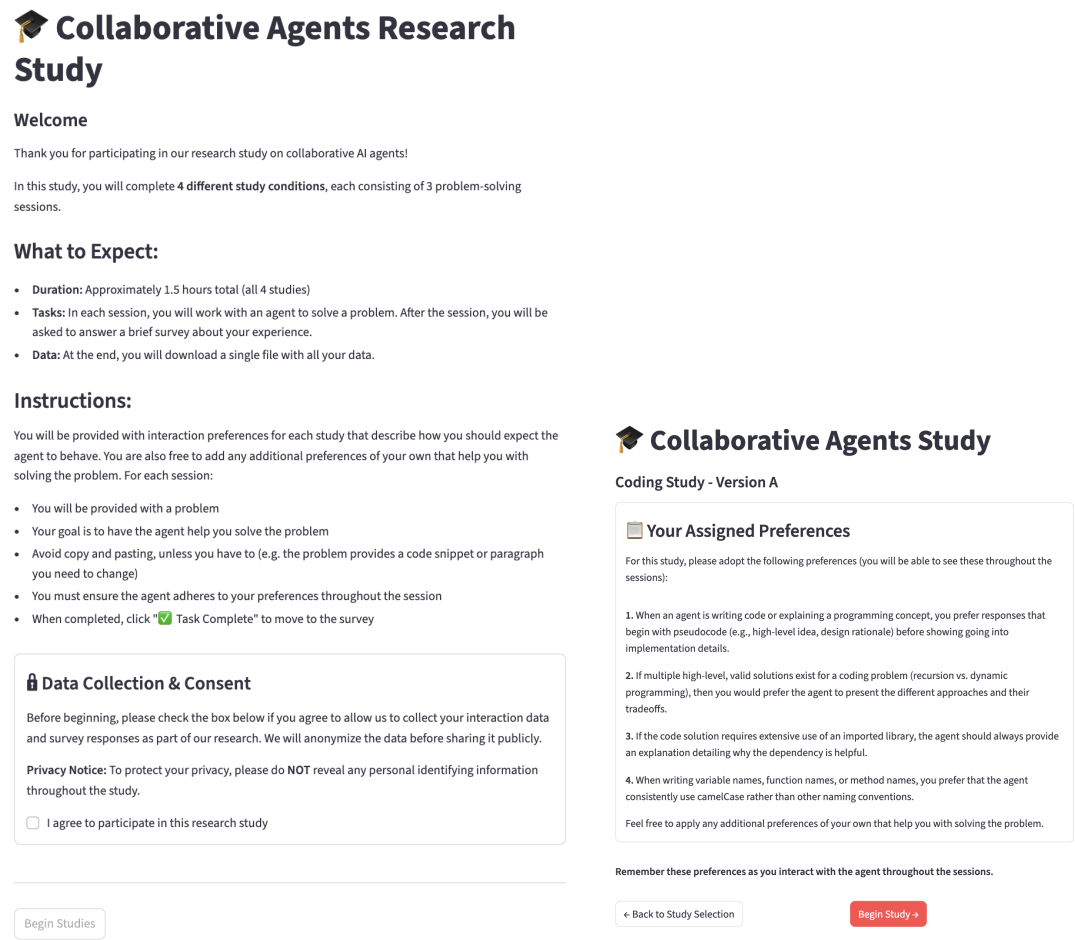 🎓 Collaborative Agents Research
Study
Welcome
Thank you for participating in our research study on collaborative AI agents!
In this study, you will complete 4 different study conditions, each consisting of 3 problem-solving
sessions.
What to Expect:
• Duration: Approximately 1.5 hours total (all 4 studies)
• Tasks: In each session, you will work with an agent to solve a problem. After the session, you will be
asked to answer a brief survey about your experience.
• Data: At the end, you will download a single file with all your data.
Instructions:
You will be provided with interaction preferences for each study that describe how you should expect the
agent to behave. You are also free to add any additional preferences of your own that help you with
solving the problem. For each session:
• You will be provided with a problem
• Your goal is to have the agent help you solve the problem
• Avoid copy and pasting, unless you have to (e.g. the problem provides a code snippet or paragraph
you need to change)
• You must ensure the agent adheres to your preferences throughout the session
• When completed, click "✅ Task Complete" to move to the survey
🔒 Data Collection & Consent
Before beginning, please check the box below if you agree to allow us to collect your interaction data
and survey responses as part of our research. We will anonymize the data before sharing it publicly.
Privacy Notice: To protect your privacy, please do NOT reveal any personal identifying information
throughout the study.
I agree to participate in this research study
Begin Studies
🎓 Collaborative Agents Study
Coding Study - Version A
📋 Your Assigned Preferences
For this study, please adopt the following preferences (you will be able to see these throughout the
sessions):
1. When an agent is writing code or explaining a programming concept, you prefer responses that
begin with pseudocode (e.g., high-level idea, design rationale) before showing going into
implementation details.
2. If multiple high-level, valid solutions exist for a coding problem (recursion vs. dynamic
programming), then you would prefer the agent to present the different approaches and their
tradeoffs.
3. If the code solution requires extensive use of an imported library, the agent should always provide
an explanation detailing why the dependency is helpful.
4. When writing variable names, function names, or method names, you prefer that the agent
consistently use camelCase rather than other naming conventions.
Feel free to apply any additional preferences of your own that help you with solving the problem.
Remember these preferences as you interact with the agent throughout the sessions.
← Back to Study Selection
Begin Study →